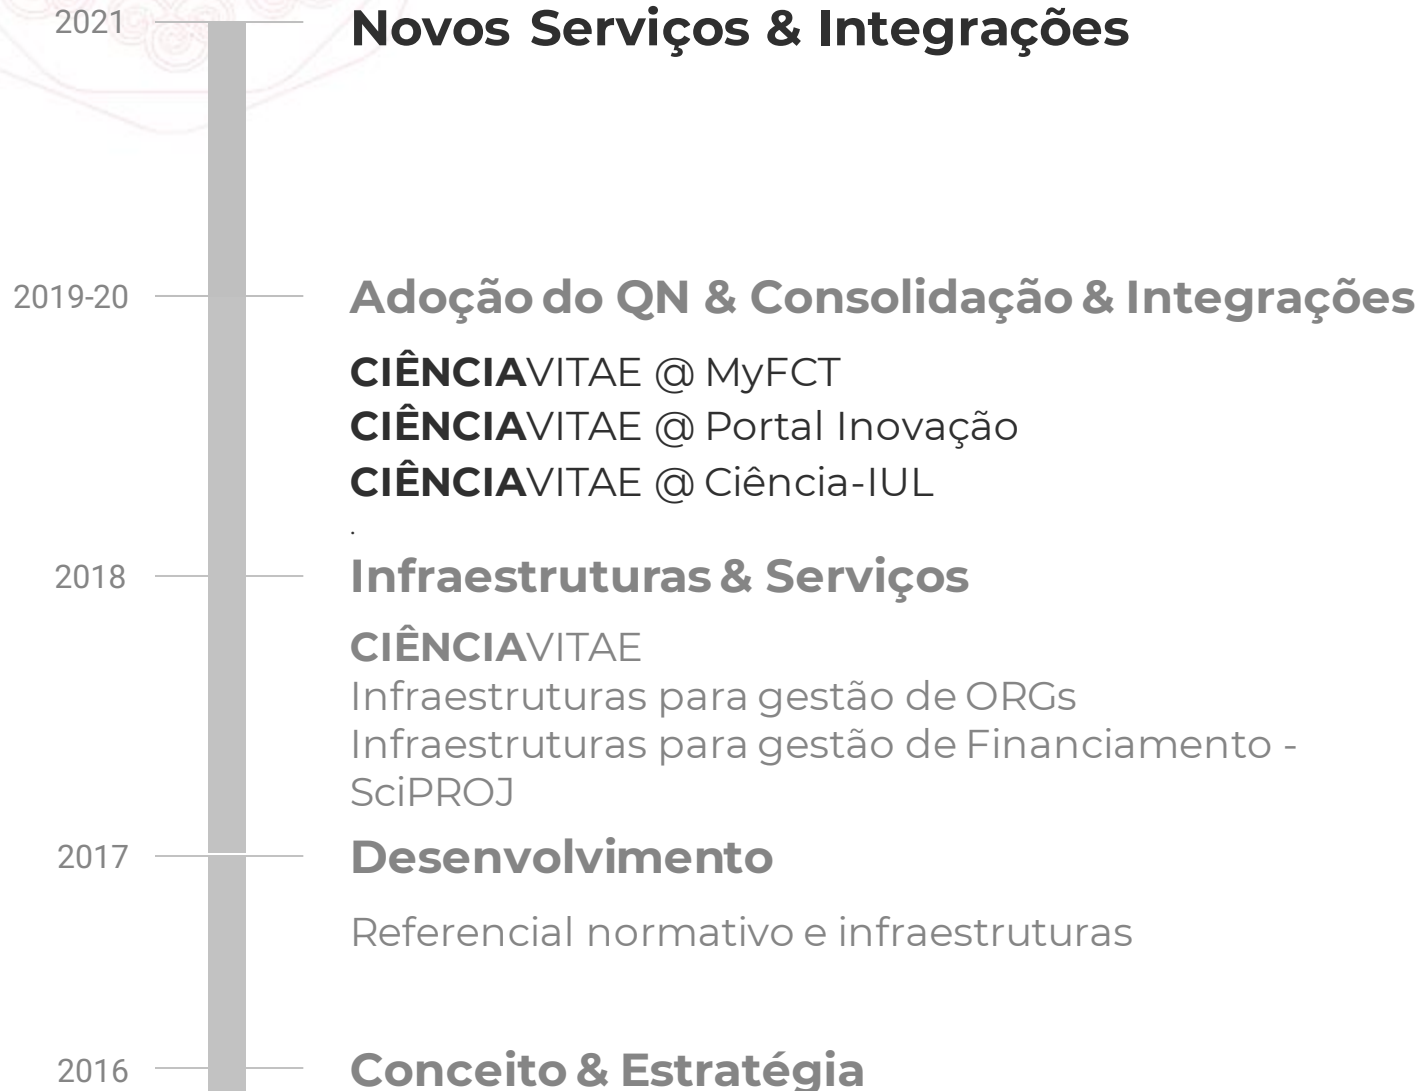 2021 Novos Serviços & Integrações
2019-20 Adoção do QN & Consolidação & Integrações
CIÊNCIAVITAE @ MyFCT
CIÊNCIAVITAE @ Portal Inovação
CIÊNCIAVITAE @ Ciência-IUL
.
2018 Infraestruturas & Serviços
CIÊNCIAVITAE
Infraestruturas para gestão de ORGs
Infraestruturas para gestão de Financiamento -
SciPROJ
2017 Desenvolvimento
Referencial normativo e infraestruturas
2016 Conceito & Estratégia